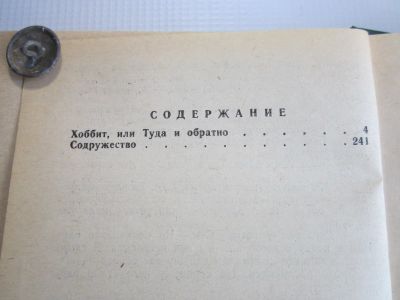 СОДЕРЖАНИЕ
Хоббит, или Туда и обратно . . . . . . 4
Содружество . . . . . . . . . . . 241